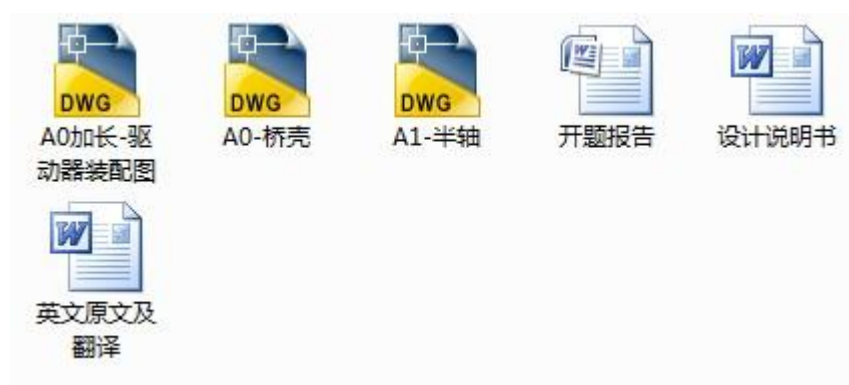 DWG
DWG
DWG
W
W
A0加长-驱
动器装配图
A0-桥壳
A1-半轴
开题报告
设计说明书
W
英文原文及
翻译